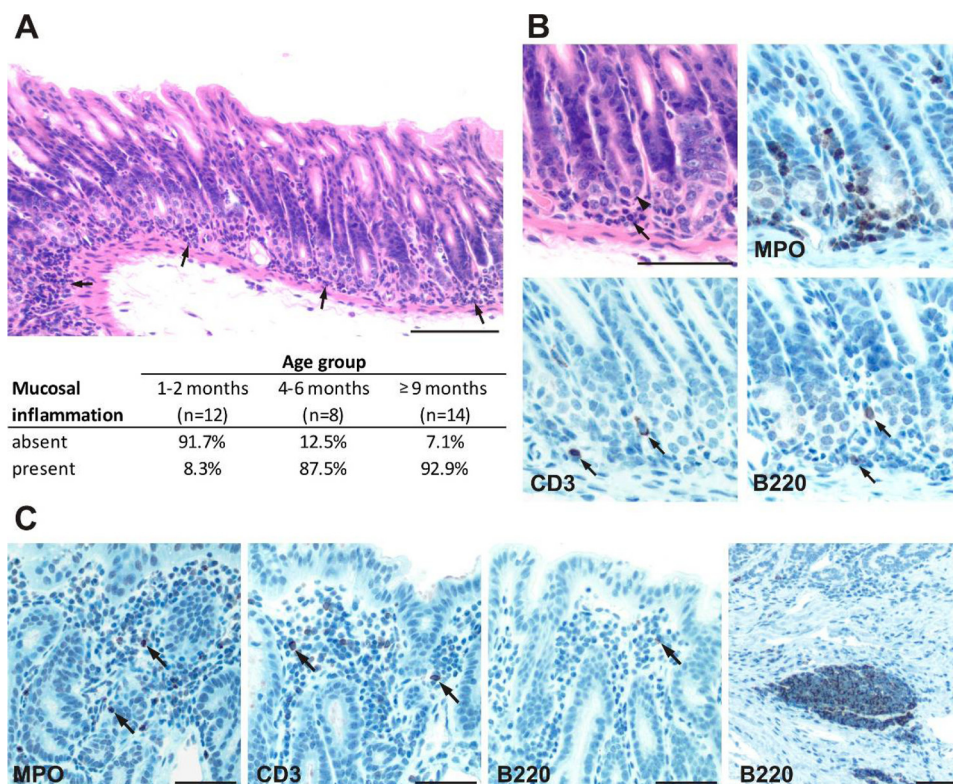 A
B
MPO
Age group
Mucosal inflammation
1-2 months (n=12)
4-6 months (n=8)
≥ 9 months (n=14)
absent 91.7% 12.5% 7.1%
present 8.3% 87.5% 92.9%
CD3
B220
C
MPO
CD3
B220
B220